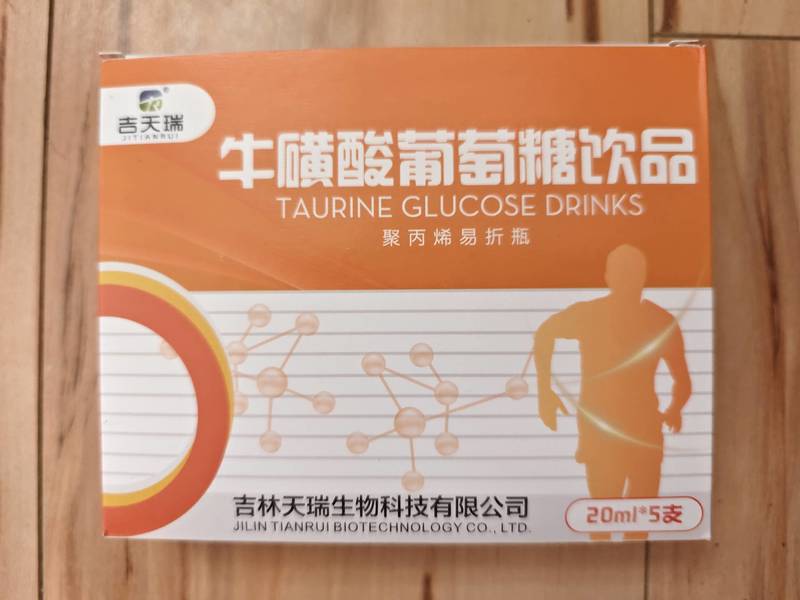 吉天瑞
JITIANRUI
牛磺酸葡萄糖饮品
TAURINE GLUCOSE DRINKS
聚丙烯易折瓶
吉林天瑞生物科技有限公司
JILIN TIANRUI BIOTECHNOLOGY CO., LTD.
20ml*5支